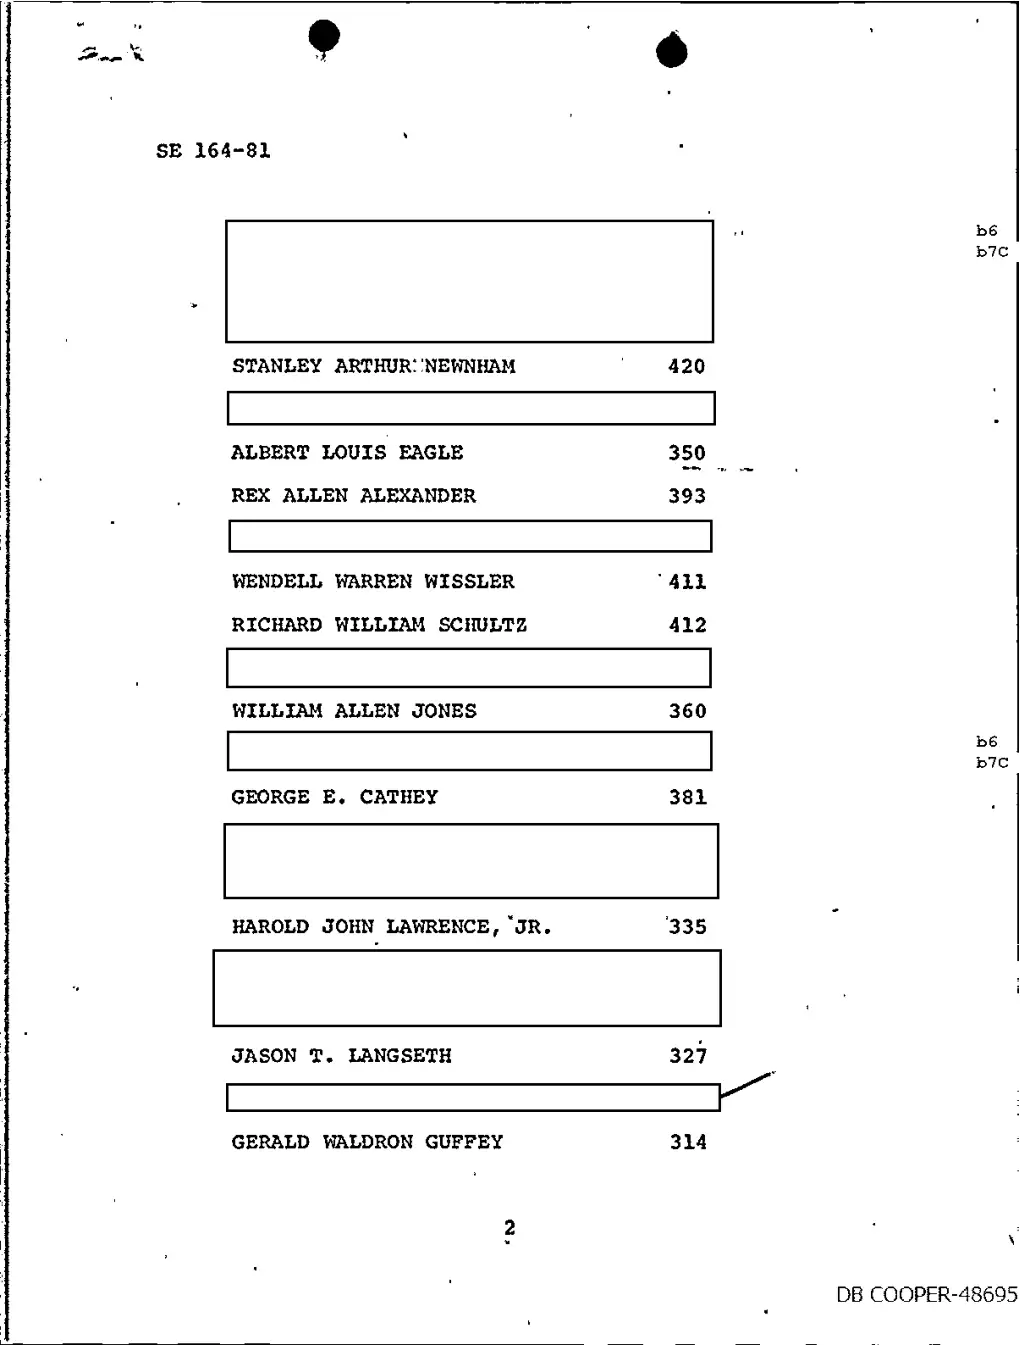 SE 164-81
b6
b7C
STANLEY ARTHUR NEWNHAM 420
ALBERT LOUIS EAGLE 350
REX ALLEN ALEXANDER 393
WENDELL WARREN WISSLER 411
RICHARD WILLIAM SCHULTZ 412
WILLIAM ALLEN JONES 360
b6
b7C
GEORGE E. CATHEY 381
HAROLD JOHN LAWRENCE, JR. 335
JASON T. LANGSETH 327
GERALD WALDRON GUFFEY 314
2
DB COOPER-48695